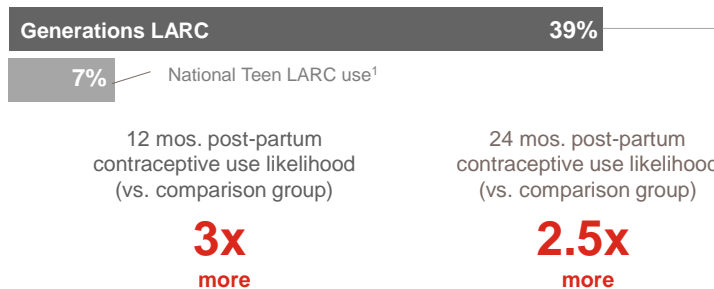 Generations LARC 39%
7% National Teen LARC use¹
12 mos. post-partum
contraceptive use likelihood
(vs. comparison group)
3x
more
24 mos. post-partum
contraceptive use likelihood
(vs. comparison group)
2.5x
more